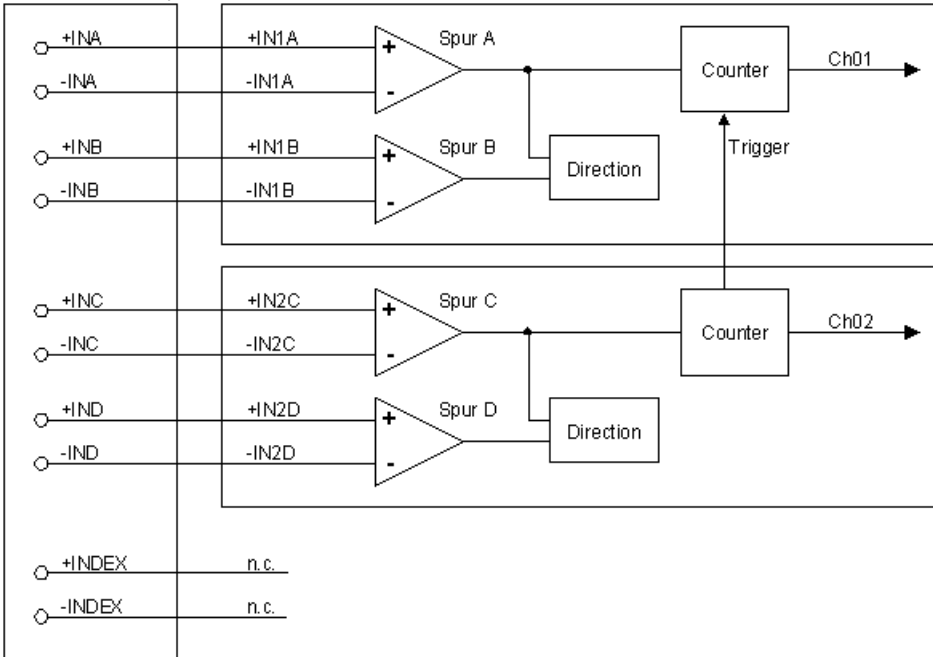 +INA +IN1A Spur A
+ - Counter Ch01
-INA -IN1A
+INB +IN1B Spur B Trigger
+ - Direction
-INB -IN1B
+INC +IN2C Spur C
+ - Counter Ch02
-INC -IN2C
+IND +IN2D Spur D
+ - Direction
-IND -IN2D
+INDEX n.c.
-INDEX n.c.